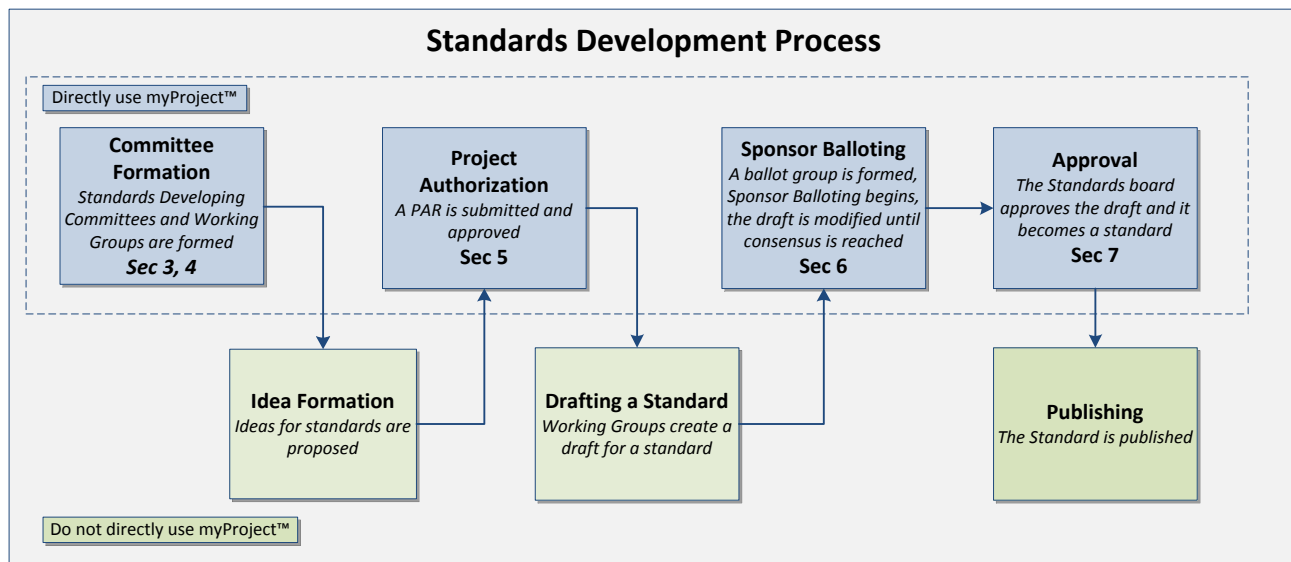 Standards Development Process
Directly use myProject™
Committee
Formation
Standards Developing
Committees and Working
Groups are formed
Sec 3, 4
Project
Authorization
A PAR is submitted and
approved
Sec 5
Sponsor Balloting
A ballot group is formed,
Sponsor Balloting begins,
the draft is modified until
consensus is reached
Sec 6
Approval
The Standards board
approves the draft and it
becomes a standard
Sec 7
Idea Formation
Ideas for standards are
proposed
Drafting a Standard
Working Groups create a
draft for a standard
Publishing
The Standard is published
Do not directly use myProject™